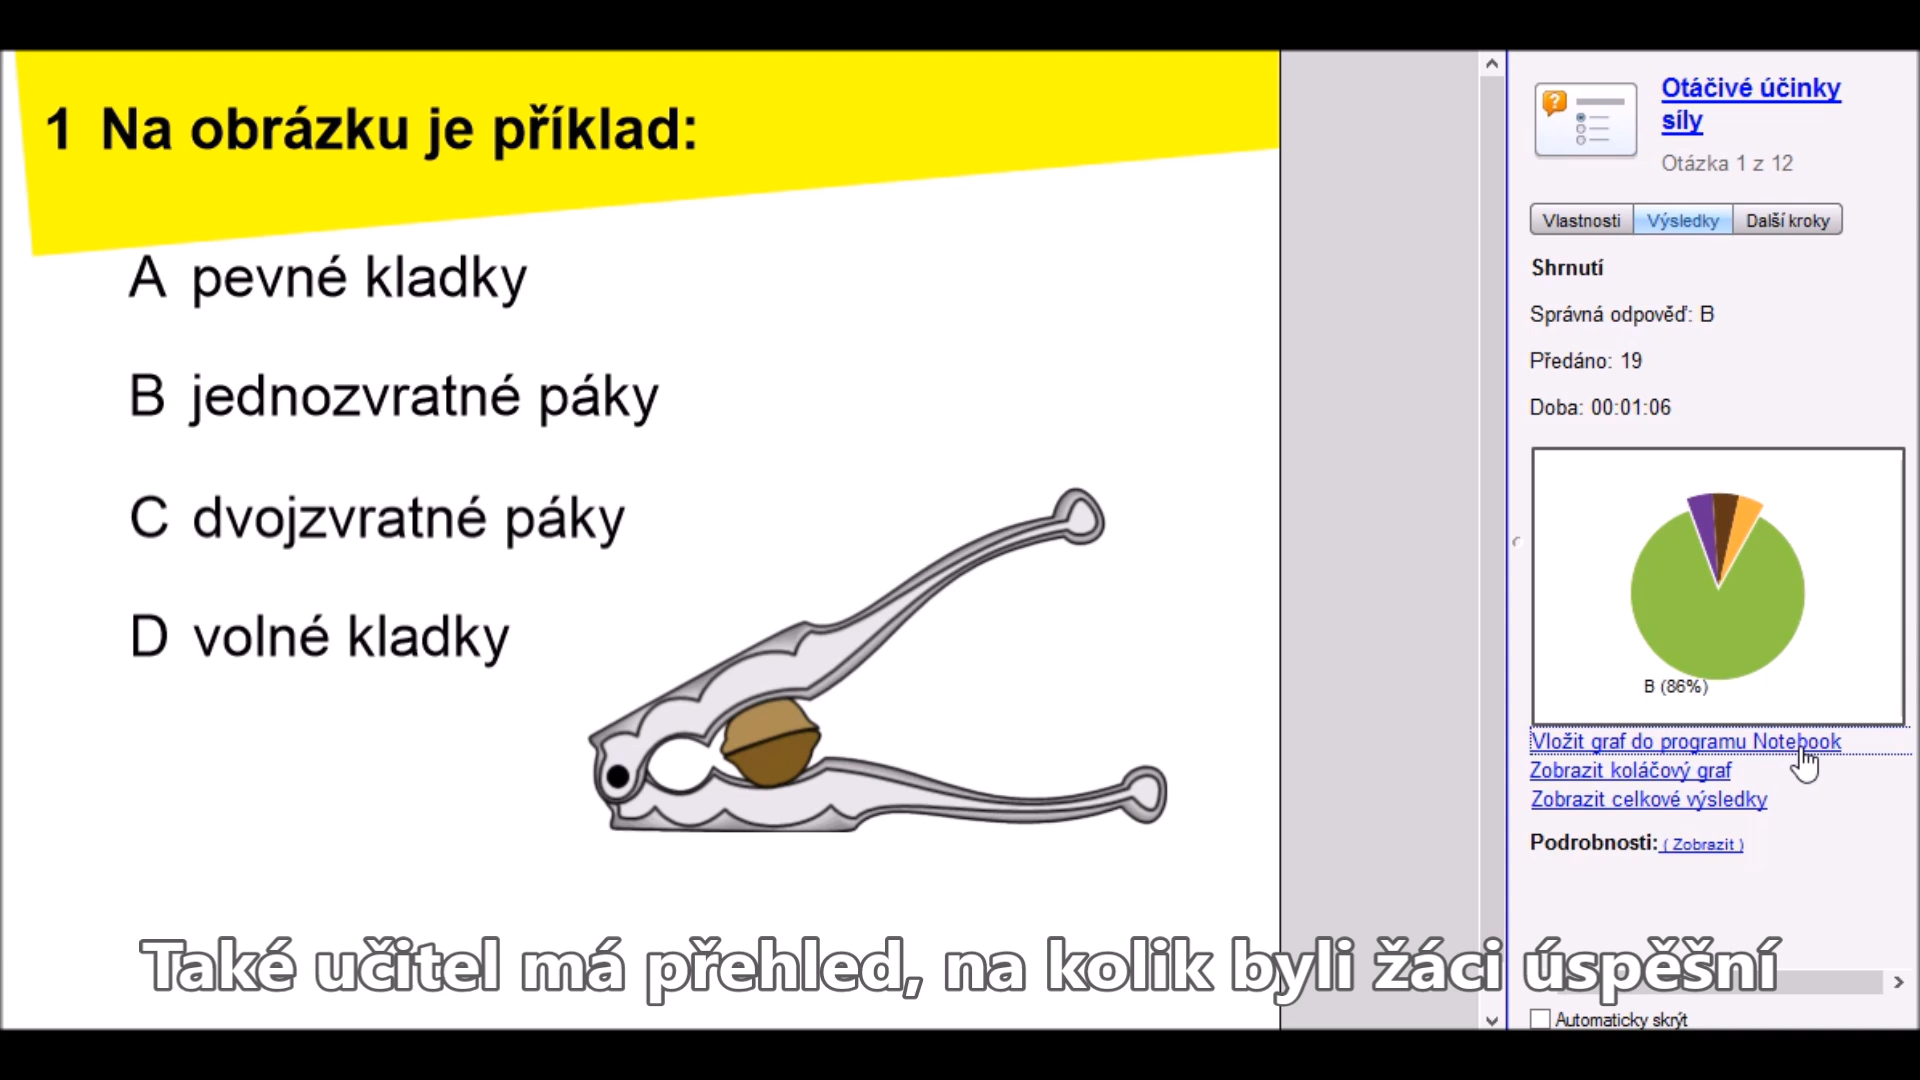 1 Na obrázku je příklad:
A pevné kladky
B jednozvratné páky
C dvojzvratné páky
D volné kladky
Otáčivé účinky
síly
Otázka 1 z 12
Vlastnosti Výsledky Další kroky
Shrnutí
Správná odpověď: B
Předáno: 19
Doba: 00:01:06
B (86%)
Vložit graf do programu Notebook
Zobrazit koláčový graf
Zobrazit celkové výsledky
Podrobnosti: ( Zobrazit )
Také učitel má přehled, na kolik byli žáci úspěšní
Automaticky skrýt